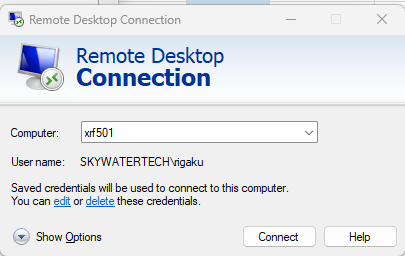 Remote Desktop Connection
Remote Desktop
Connection
Computer:
xrf501
User name:
SKYWATERTECH\rigaku
Saved credentials will be used to connect to this computer.
You can edit or delete these credentials.
Show Options
Connect
Help